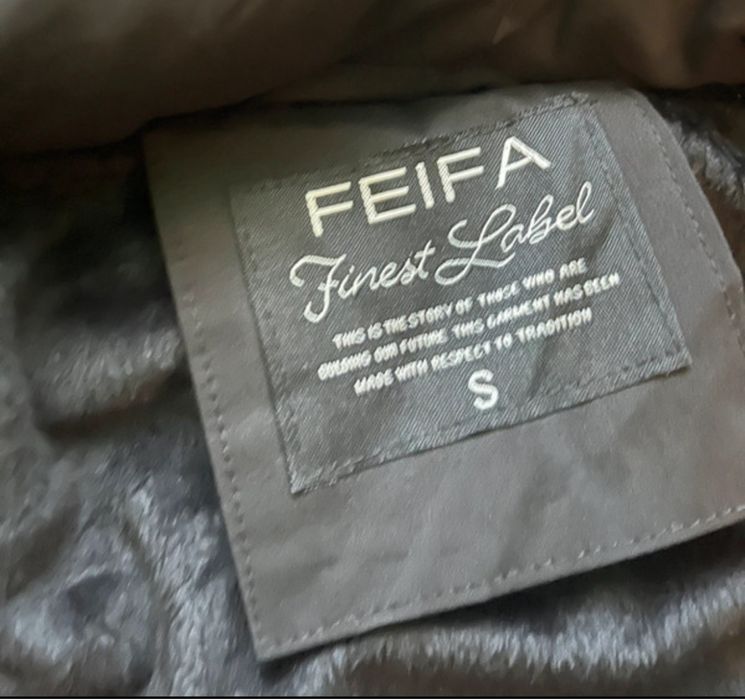 FEIFA
Finest Label
THIS IS THE STORY OF THOSE WHO ARE
GOLDING OUR FUTURE THIS GARMENT HAS BEEN
MADE WITH RESPECT TO TRADITION
S